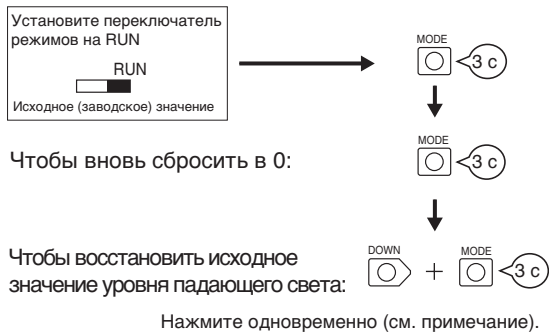 Установите переключатель
режимов на RUN
RUN
Исходное (заводское) значение
MODE
3 с
Чтобы вновь сбросить в 0:
MODE
3 с
Чтобы восстановить исходное
значение уровня падающего света:
DOWN
+
MODE
3 с
Нажмите одновременно (см. примечание).